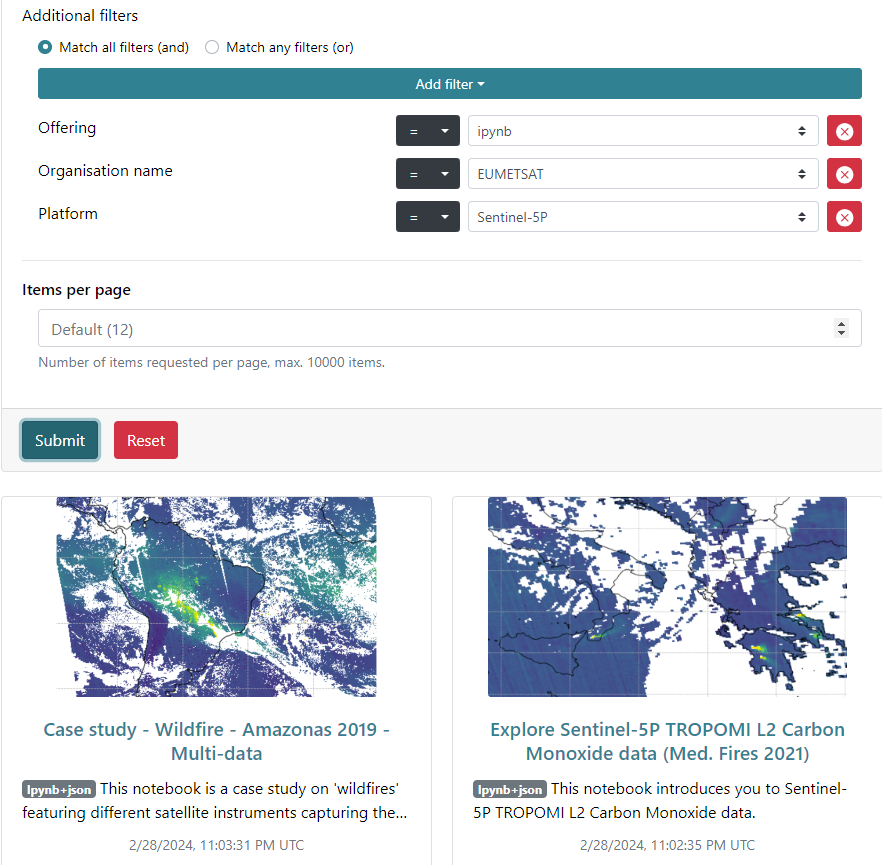 Additional filters
Match all filters (and) Match any filters (or)
Add filter
Offering = ipynb
Organisation name = EUMETSAT
Platform = Sentinel-5P
Items per page
Default (12)
Number of items requested per page, max. 10000 items.
Submit Reset
Case study - Wildfire - Amazonas 2019 -
Multi-data
Ipynb+json This notebook is a case study on 'wildfires'
featuring different satellite instruments capturing the...
2/28/2024, 11:03:31 PM UTC
Explore Sentinel-5P TROPOMI L2 Carbon
Monoxide data (Med. Fires 2021)
Ipynb+json This notebook introduces you to Sentinel-
5P TROPOMI L2 Carbon Monoxide data.
2/28/2024, 11:02:35 PM UTC